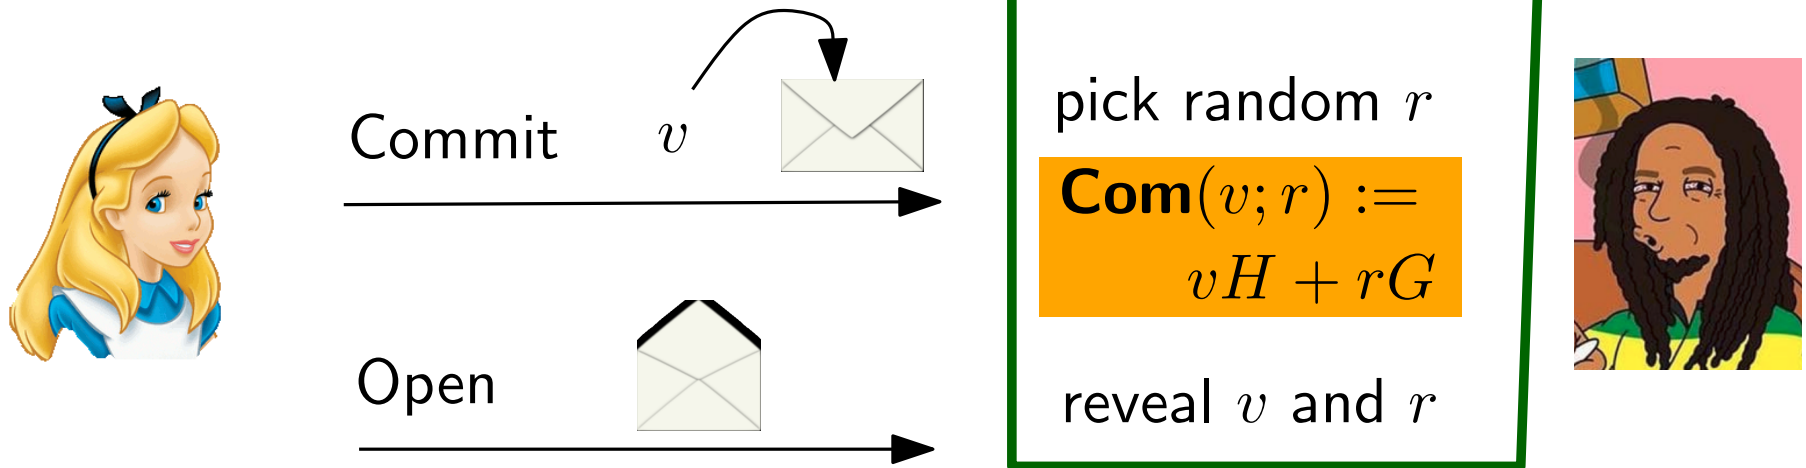 Commit
v
Open
pick random r
Com(v; r) :=
vH + rG
reveal v and r